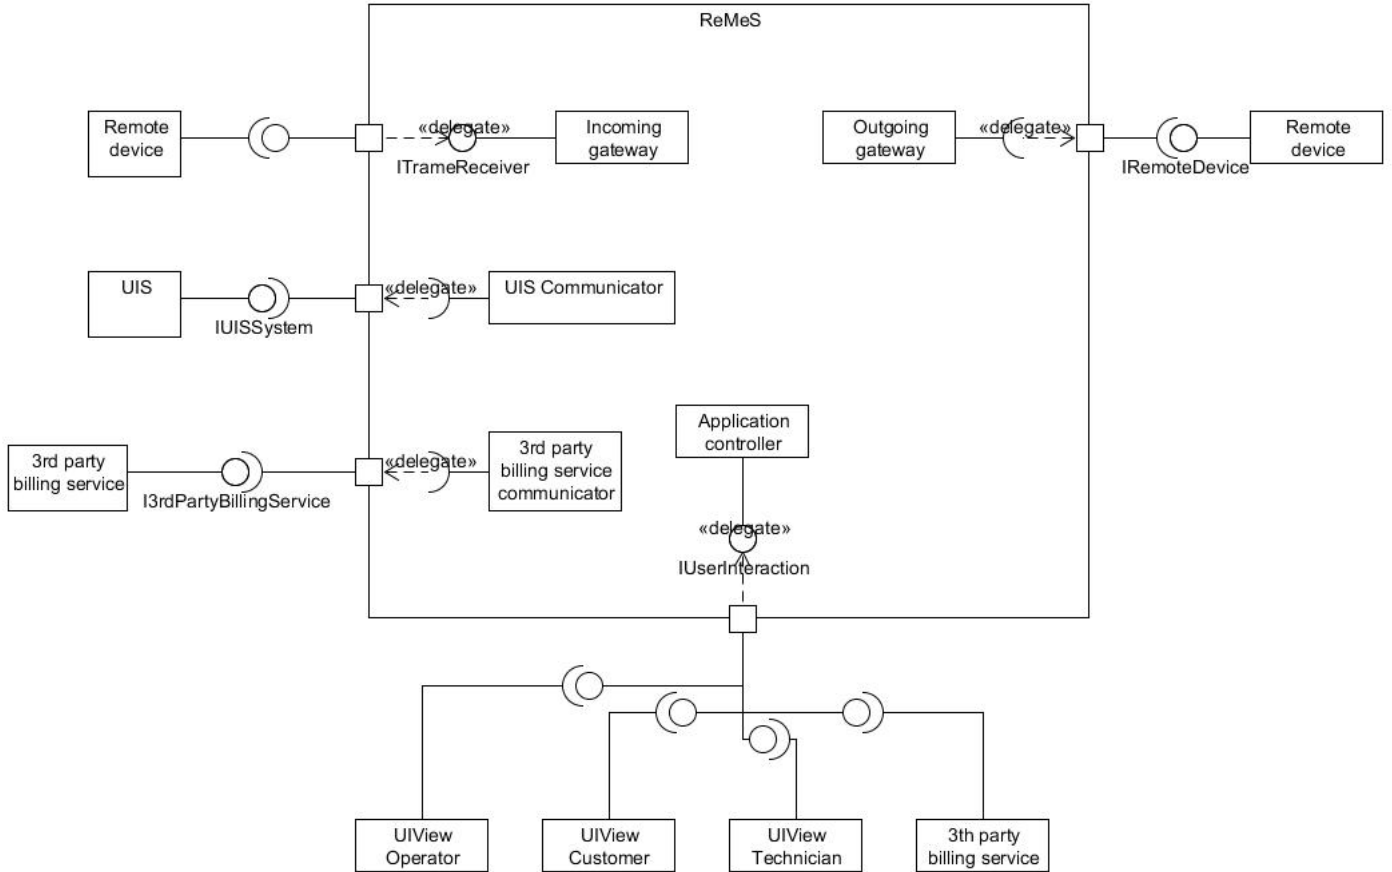 ReMeS
Remote
device
«delegate»
ITrameReceiver
Incoming
gateway
Outgoing
gateway
«delegate»
IRemoteDevice
Remote
device
UIS
IUISSystem
«delegate»
UIS Communicator
3rd party
billing service
I3rdPartyBillingService
«delegate»
3rd party
billing service
communicator
Application
controller
«delegate»
IUserInteraction
UIView
Operator
UIView
Customer
UIView
Technician
3th party
billing service